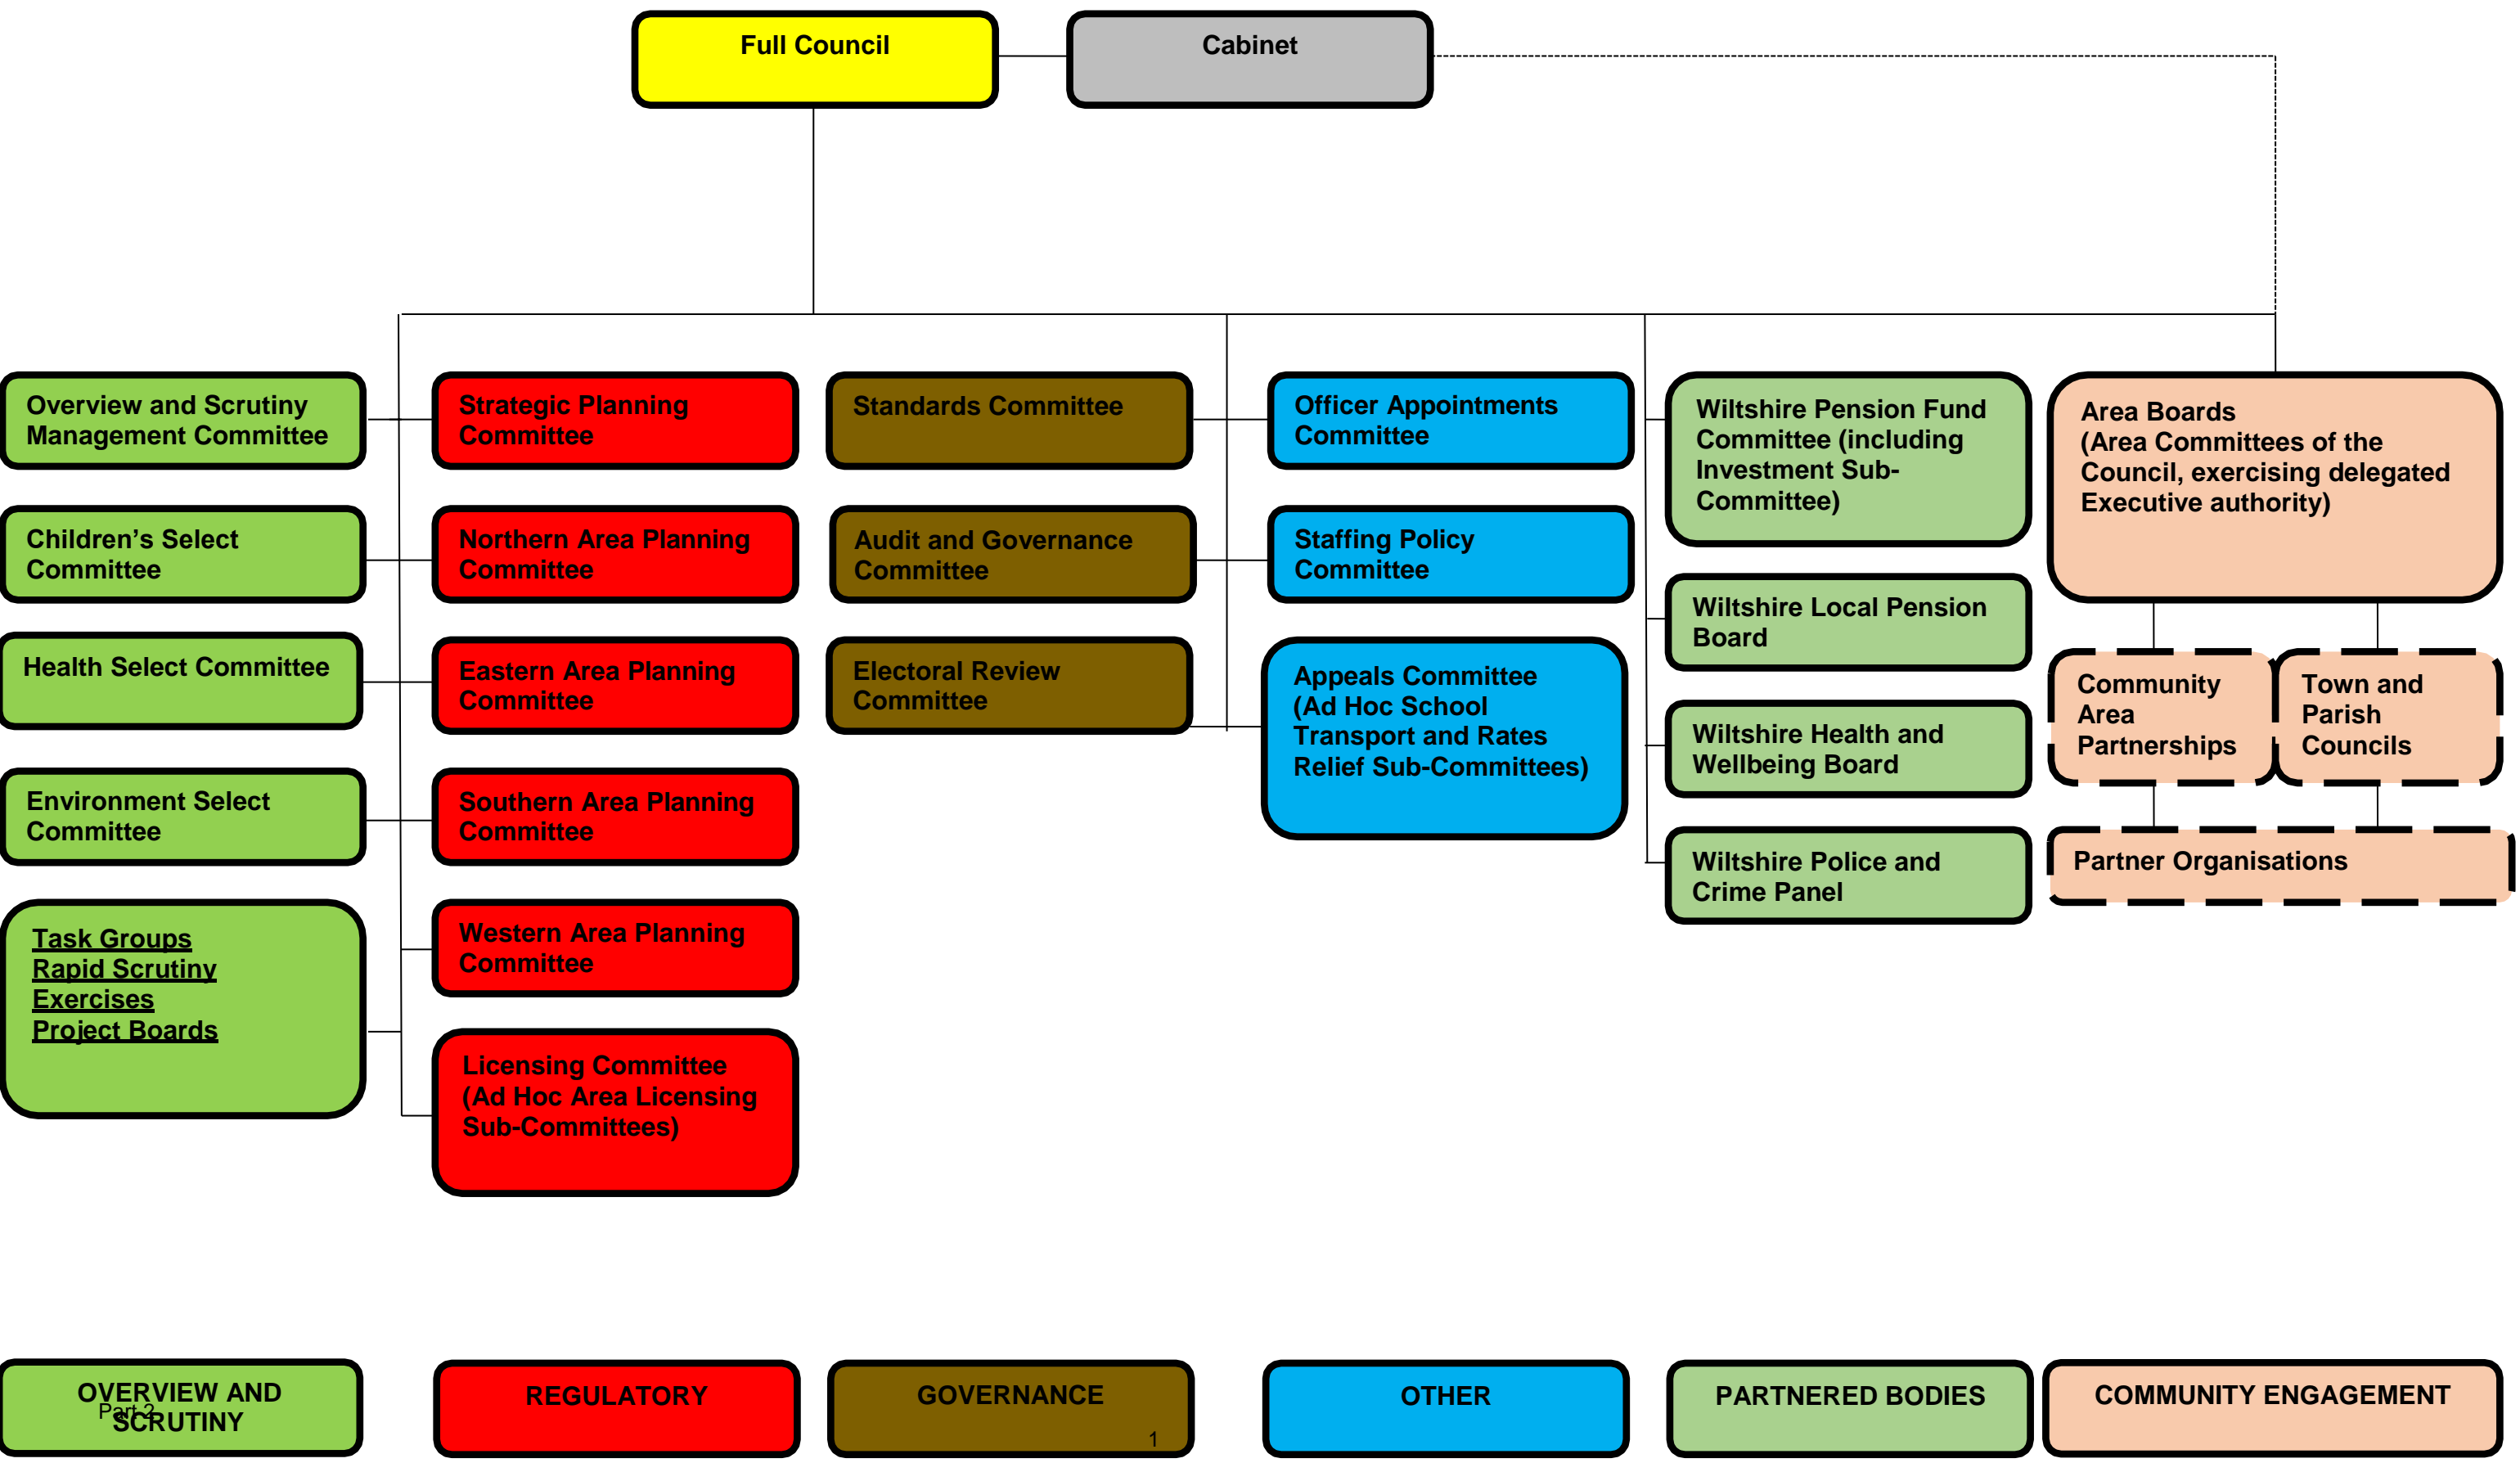 Full Council
Cabinet
Overview and Scrutiny
Management Committee
Children’s Select
Committee
Health Select Committee
Environment Select
Committee
Task Groups
Rapid Scrutiny
Exercises
Project Boards
Strategic Planning
Committee
Northern Area Planning
Committee
Eastern Area Planning
Committee
Southern Area Planning
Committee
Western Area Planning
Committee
Licensing Committee
(Ad Hoc Area Licensing
Sub-Committees)
Standards Committee
Audit and Governance
Committee
Electoral Review
Committee
Officer Appointments
Committee
Staffing Policy
Committee
Appeals Committee
(Ad Hoc School
Transport and Rates
Relief Sub-Committees)
Wiltshire Pension Fund
Committee (including
Investment Sub-
Committee)
Wiltshire Local Pension
Board
Wiltshire Health and
Wellbeing Board
Wiltshire Police and
Crime Panel
Area Boards
(Area Committees of the
Council, exercising delegated
Executive authority)
Community
Area
Partnerships
Town and
Parish
Councils
Partner Organisations
OVERVIEW AND
SCRUTINY
Part 2
REGULATORY
GOVERNANCE
1
OTHER
PARTNERED BODIES
COMMUNITY ENGAGEMENT